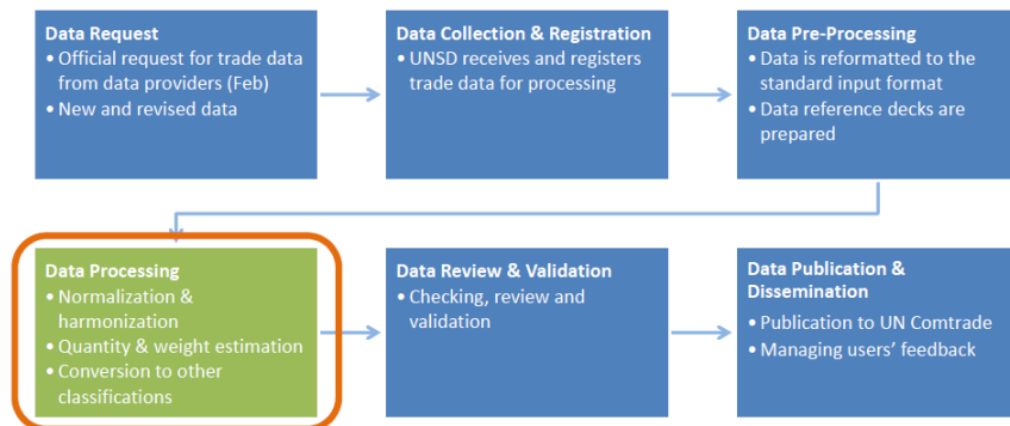 Data Request
• Official request for trade data
from data providers (Feb)
• New and revised data
Data Collection & Registration
• UNSD receives and registers
trade data for processing
Data Pre-Processing
• Data is reformatted to the
standard input format
• Data reference decks are
prepared
Data Processing
• Normalization &
harmonization
• Quantity & weight estimation
• Conversion to other
classifications
Data Review & Validation
• Checking, review and
validation
Data Publication &
Dissemination
• Publication to UN Comtrade
• Managing users’ feedback